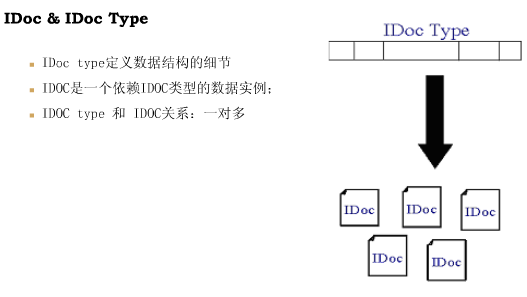 IDoc & IDoc Type
IDoc type定义数据结构的细节
IDOC是一个依赖IDOC类型的数据实例;
IDOC type 和 IDOC关系: 一对多
IDoc Type
IDoc
IDoc
IDoc
IDoc
IDoc